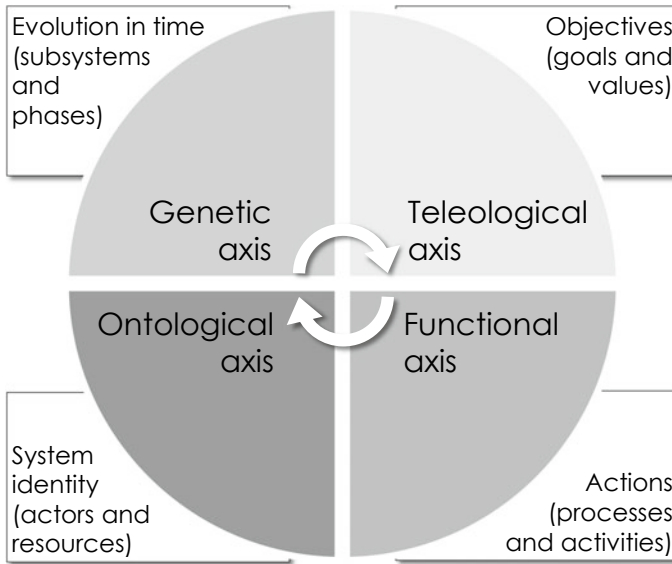 Evolution in time
(subsystems
and
phases)
Objectives
(goals and
values)
Genetic
axis
Teleological
axis
Ontological
axis
Functional
axis
System
identity
(actors and
resources)
Actions
(processes
and activities)